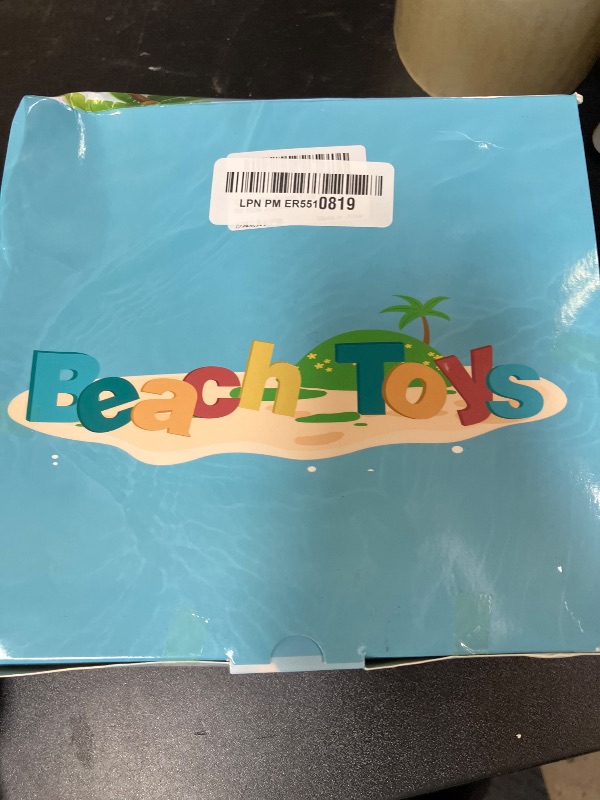 LPN PM ER5510819
Beach Toys